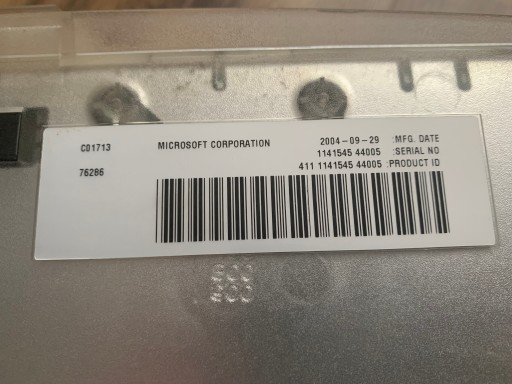 C01713 MICROSOFT CORPORATION 2004-09-29 :MFG. DATE
1141545 44005 :SERIAL NO
76286 411 1141545 44005 :PRODUCT ID